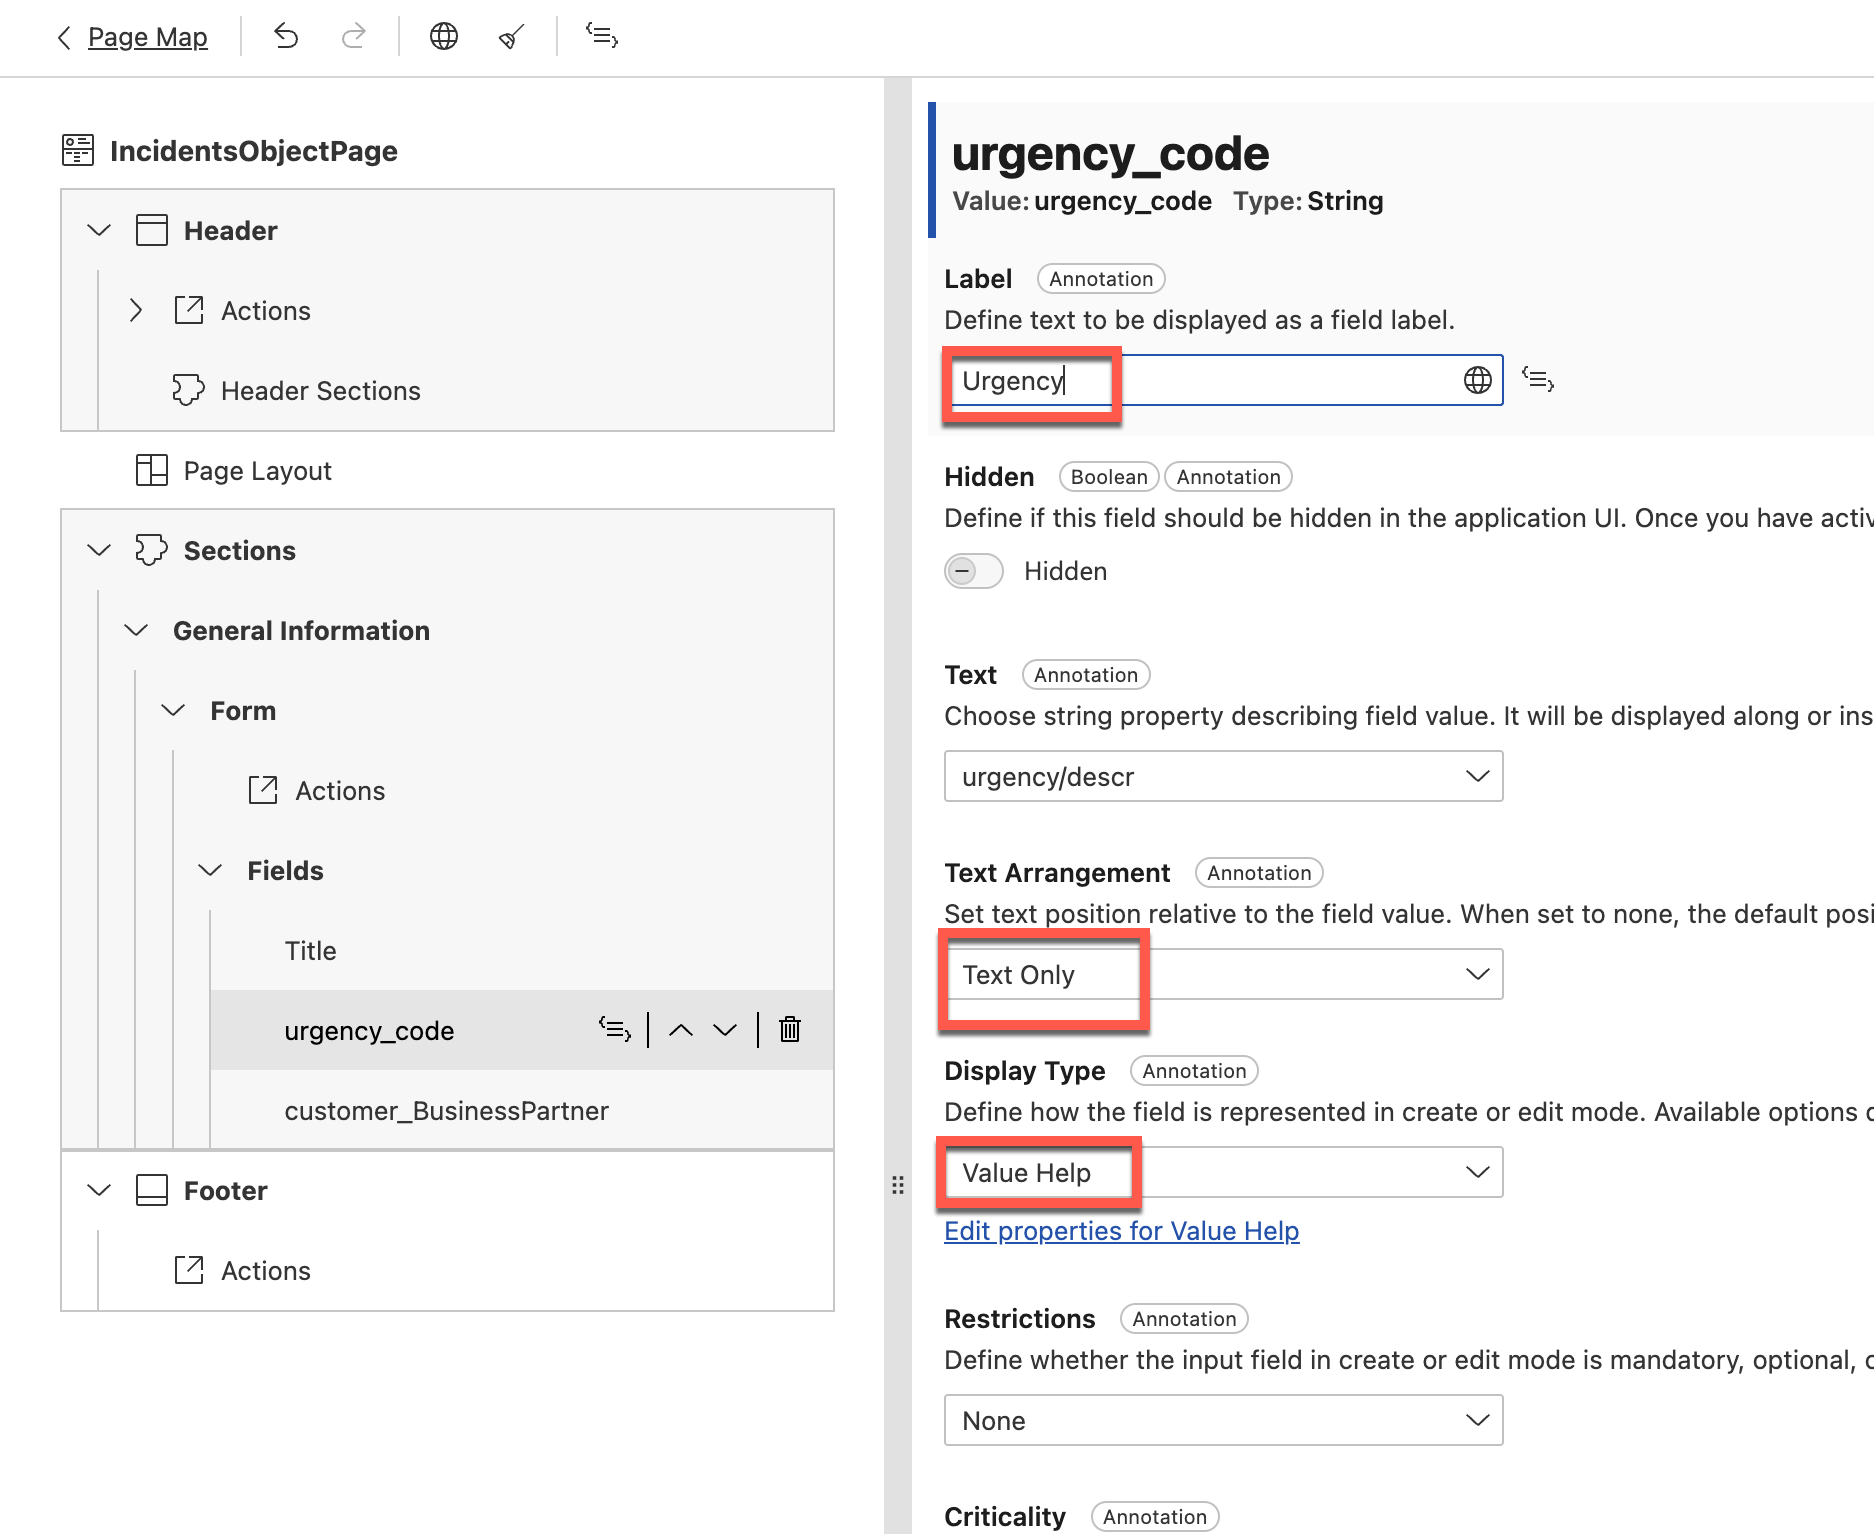 Page Map
IncidentsObjectPage
Header
Actions
Header Sections
Page Layout
Sections
General Information
Form
Actions
Fields
Title
urgency_code
customer_BusinessPartner
Footer
Actions
urgency_code
Value: urgency_code Type: String
Label Annotation
Define text to be displayed as a field label.
Urgency
Hidden Boolean Annotation
Define if this field should be hidden in the application UI. Once you have activ
Hidden
Text Annotation
Choose string property describing field value. It will be displayed along or ins
urgency/descr
Text Arrangement Annotation
Set text position relative to the field value. When set to none, the default posi
Text Only
Display Type Annotation
Define how the field is represented in create or edit mode. Available options
Value Help
Edit properties for Value Help
Restrictions Annotation
Define whether the input field in create or edit mode is mandatory, optional,
None
Criticality Annotation